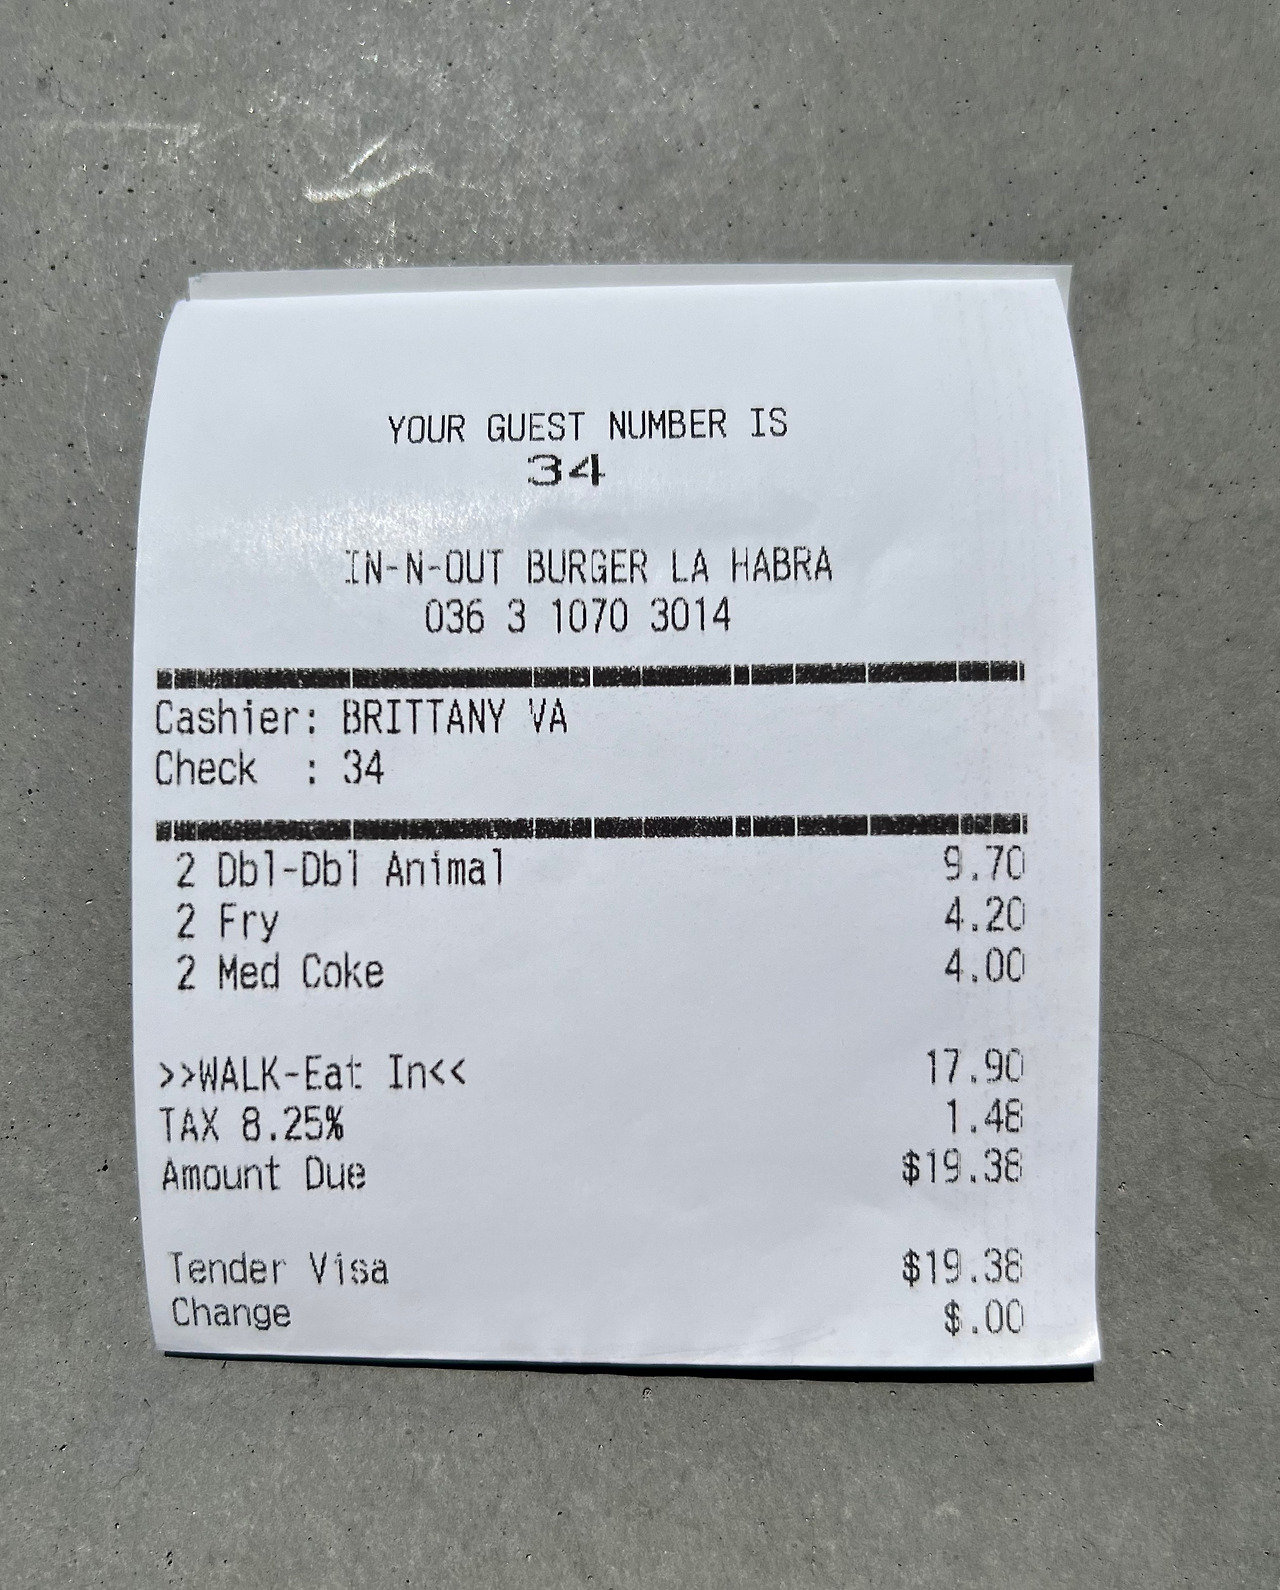 YOUR GUEST NUMBER IS
34
IN-N-OUT BURGER LA HABRA
036 3 1070 3014
Cashier: BRITTANY VA
Check : 34
2 Dbl-Dbl Animal 9.70
2 Fry 4.20
2 Med Coke 4.00
>>WALK-Eat In<< 17.90
TAX 8.25% 1.48
Amount Due $19.38
Tender Visa $19.38
Change $.00